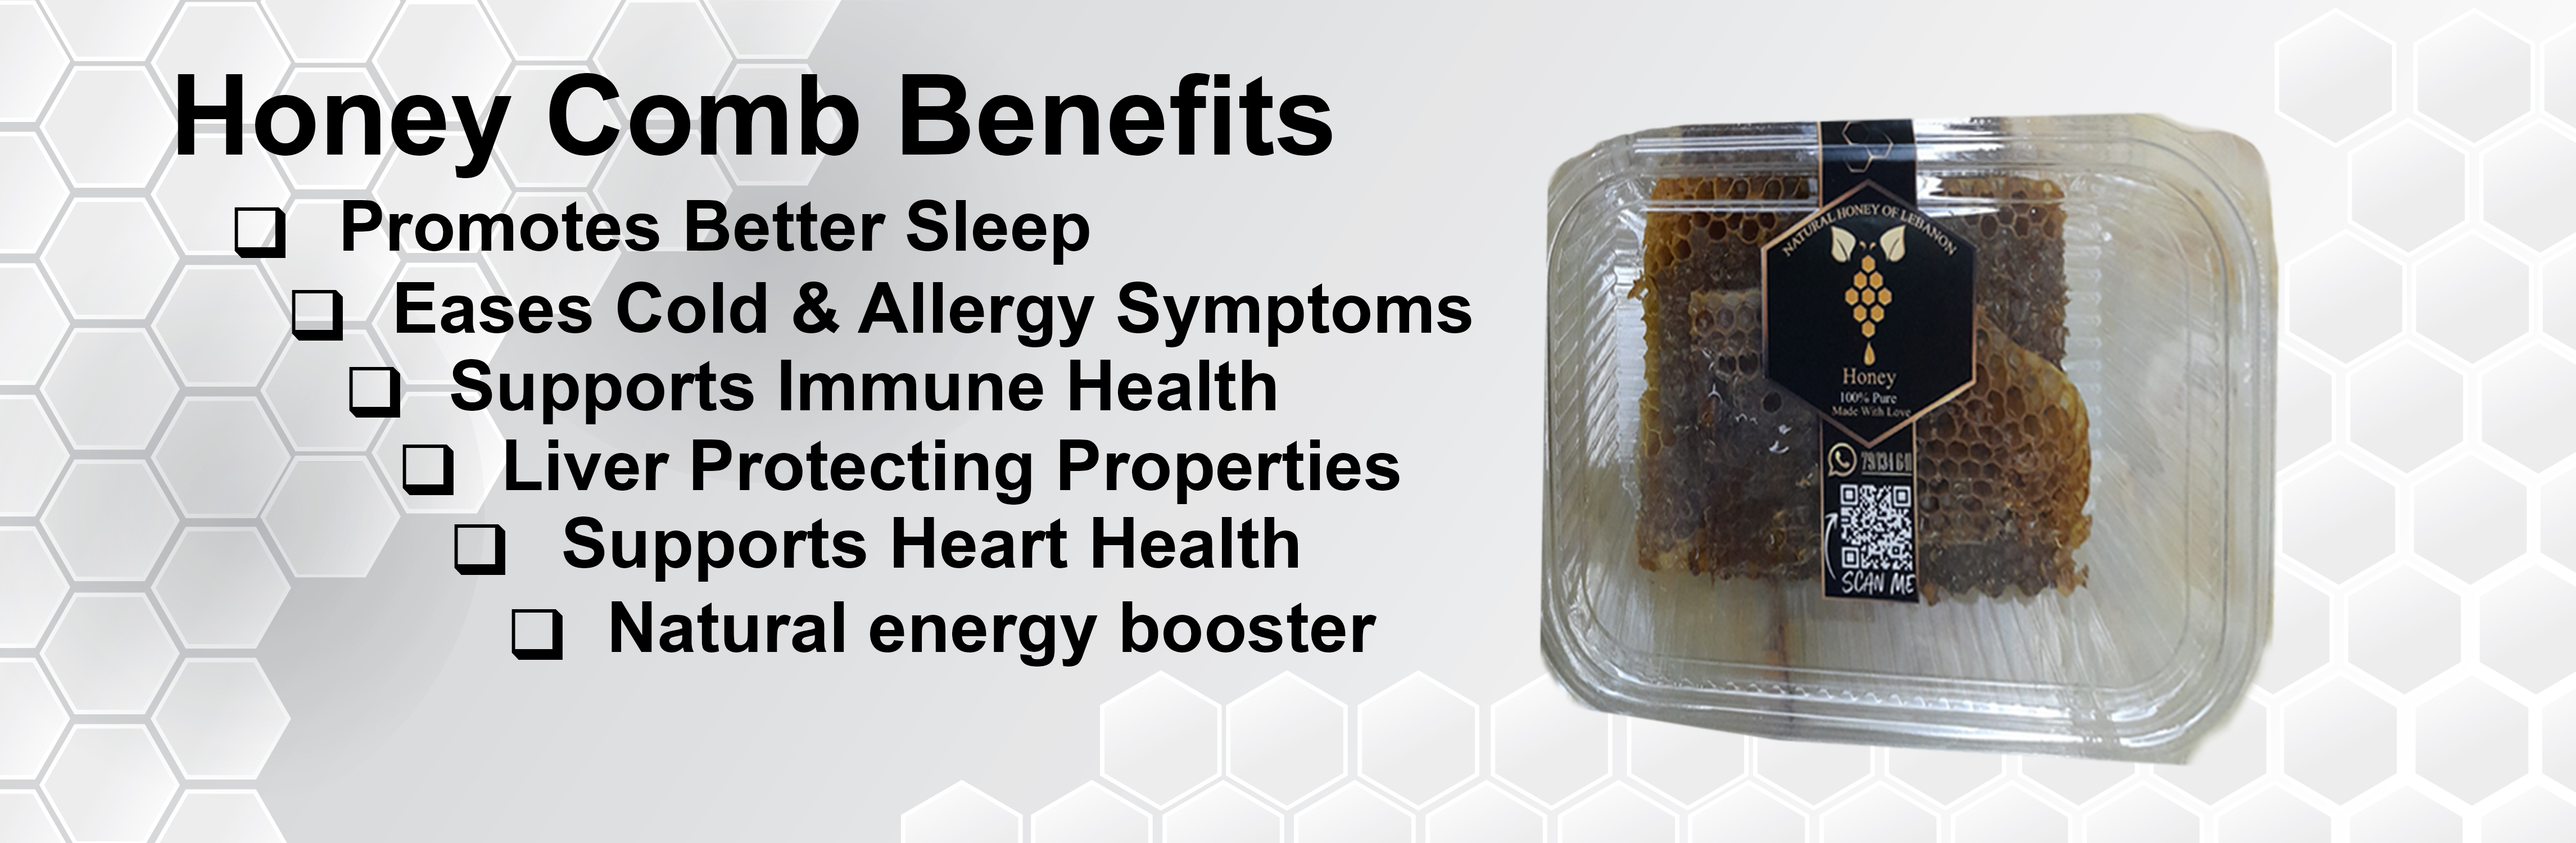 Honey Comb Benefits
❑ Promotes Better Sleep
❑ Eases Cold & Allergy Symptoms
❑ Supports Immune Health
❑ Liver Protecting Properties
❑ Supports Heart Health
❑ Natural energy booster
NATURAL HONEY OF LEBANON
Honey
100% Pure
Made With Love
SCAN ME